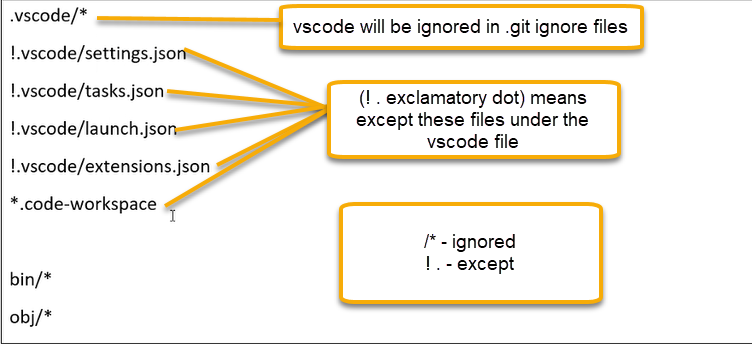 .vscode/*
vscode will be ignored in .git ignore files
!.vscode/settings.json
!.vscode/tasks.json
(! . exclamatory dot) means
except these files under the
vscode file
!.vscode/launch.json
!.vscode/extensions.json
*.code-workspace
/* - ignored
! . - except
bin/*
obj/*